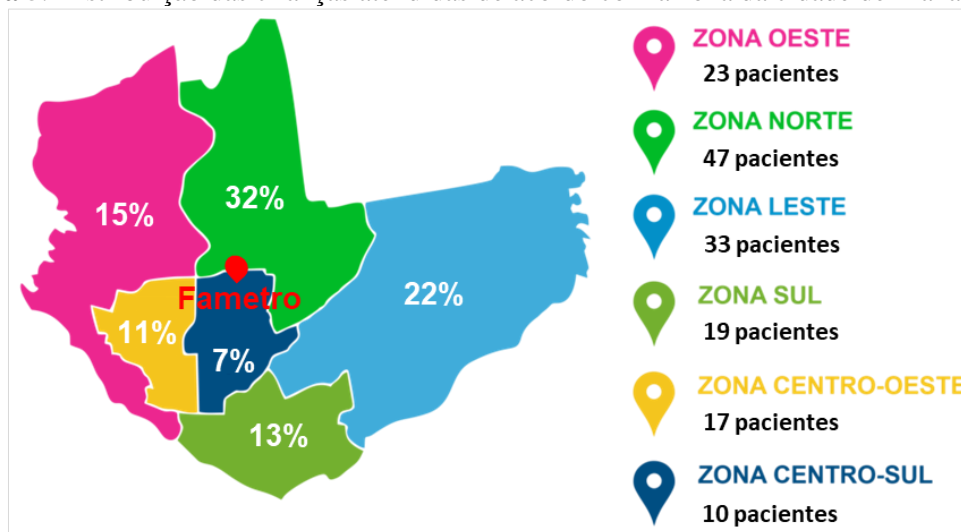 ZONA OESTE
23 pacientes
ZONA NORTE
47 pacientes
32%
15%
ZONA LESTE
33 pacientes
Fametro
22%
ZONA SUL
19 pacientes
11%
7%
13%
ZONA CENTRO-OESTE
17 pacientes
ZONA CENTRO-SUL
10 pacientes